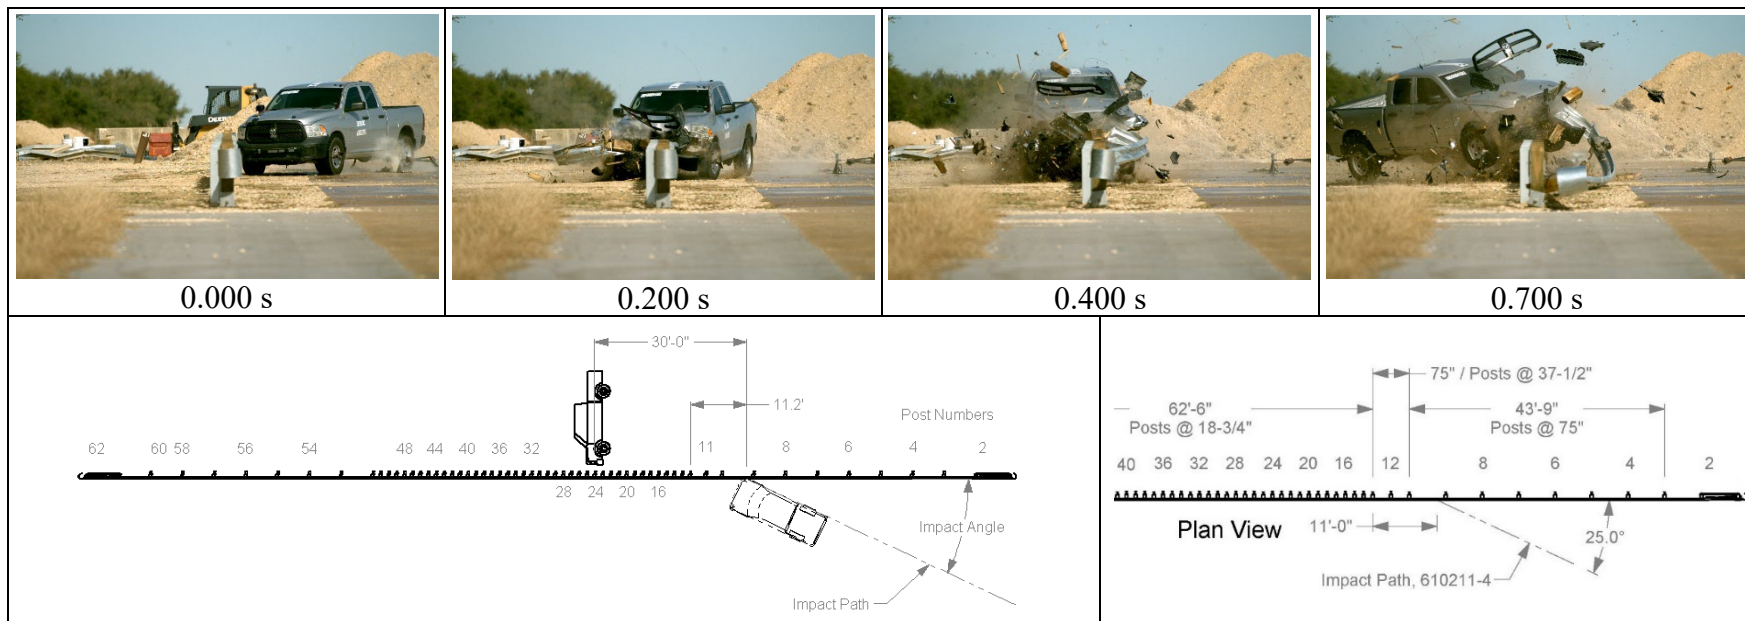 DEERE
0.000 s
0.200 s
0.400 s
0.700 s
30'-0"
11.2'
Post Numbers
62 60 58 56 54 48 44 40 36 32 11 8 6 4 2
28 24 20 16
Impact Angle
Impact Path
75" / Posts @ 37-1/2"
62'-6" 43'-9"
Posts @ 18-3/4" Posts @ 75"
40 36 32 28 24 20 16 12 8 6 4 2
Plan View
11'-0"
25.0°
Impact Path, 610211-4